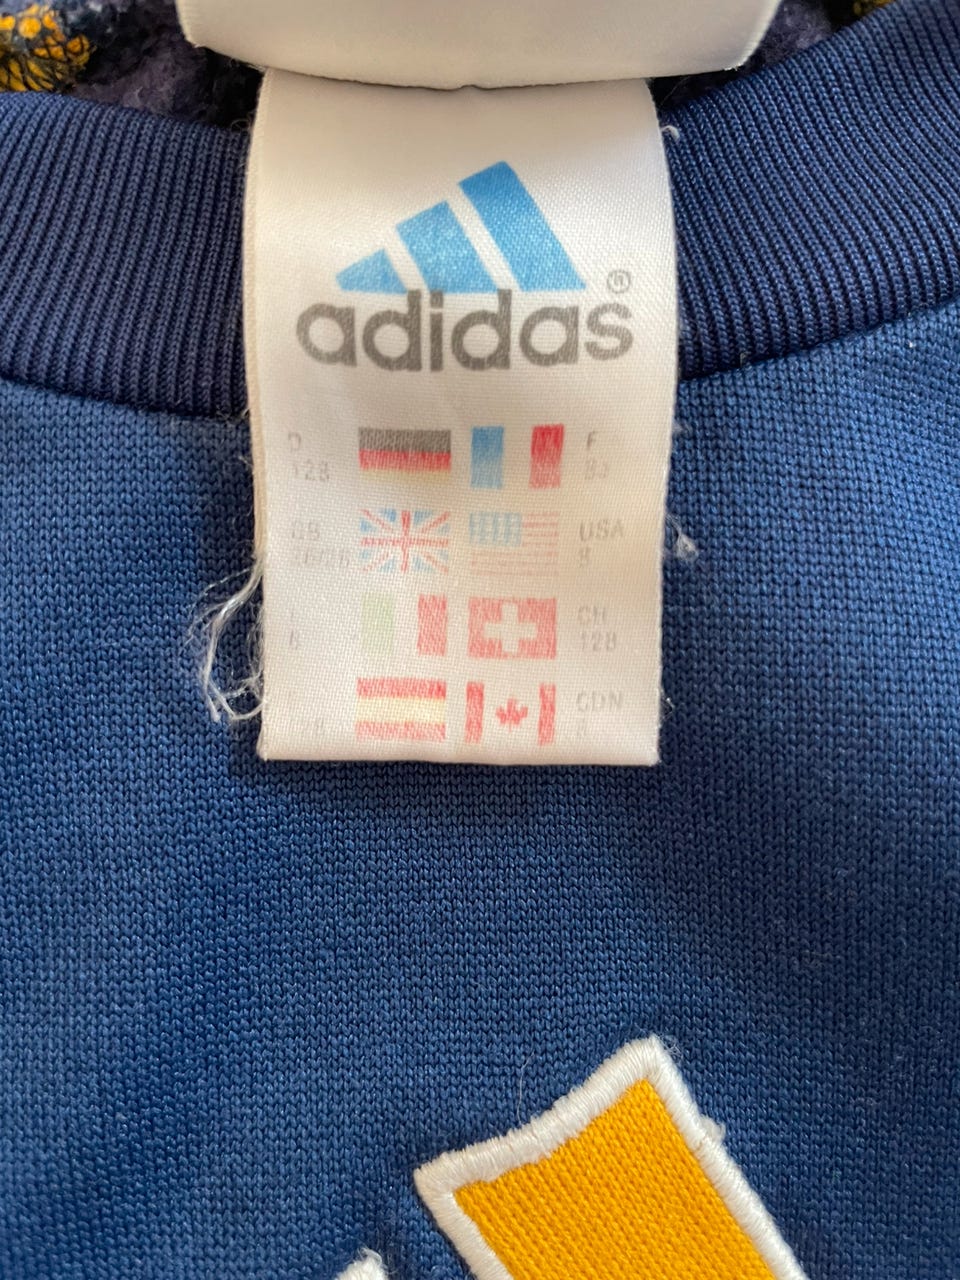 adidas®
D F
128
GB USA
8
CH
8 128
CDN